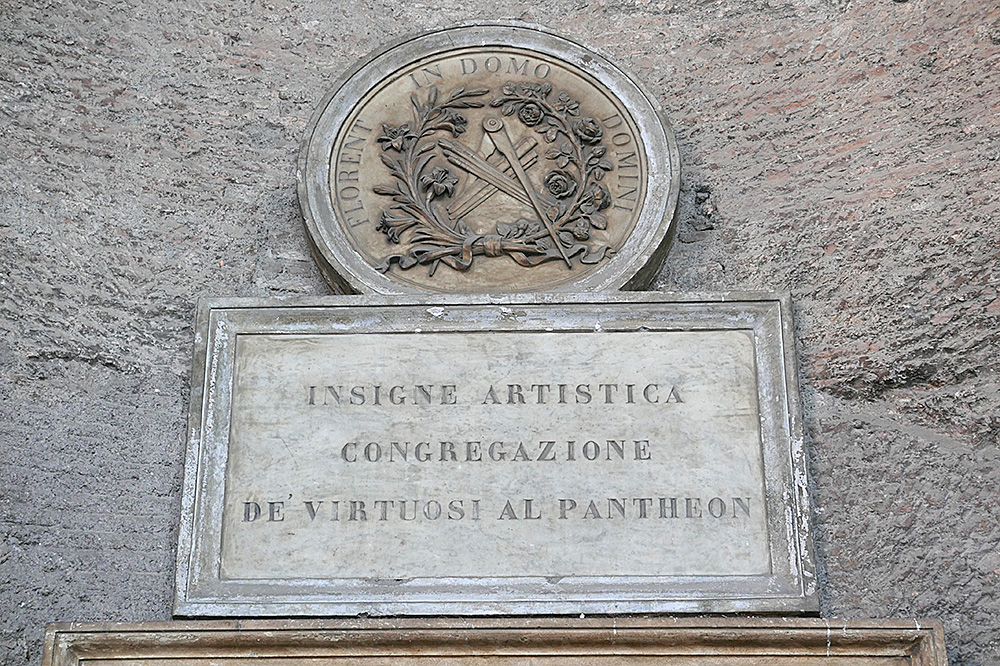 FLORENT IN DOMO DOMINI
INSIGNE ARTISTICA
CONGREGAZIONE
DE' VIRTUOSI AL PANTHEON